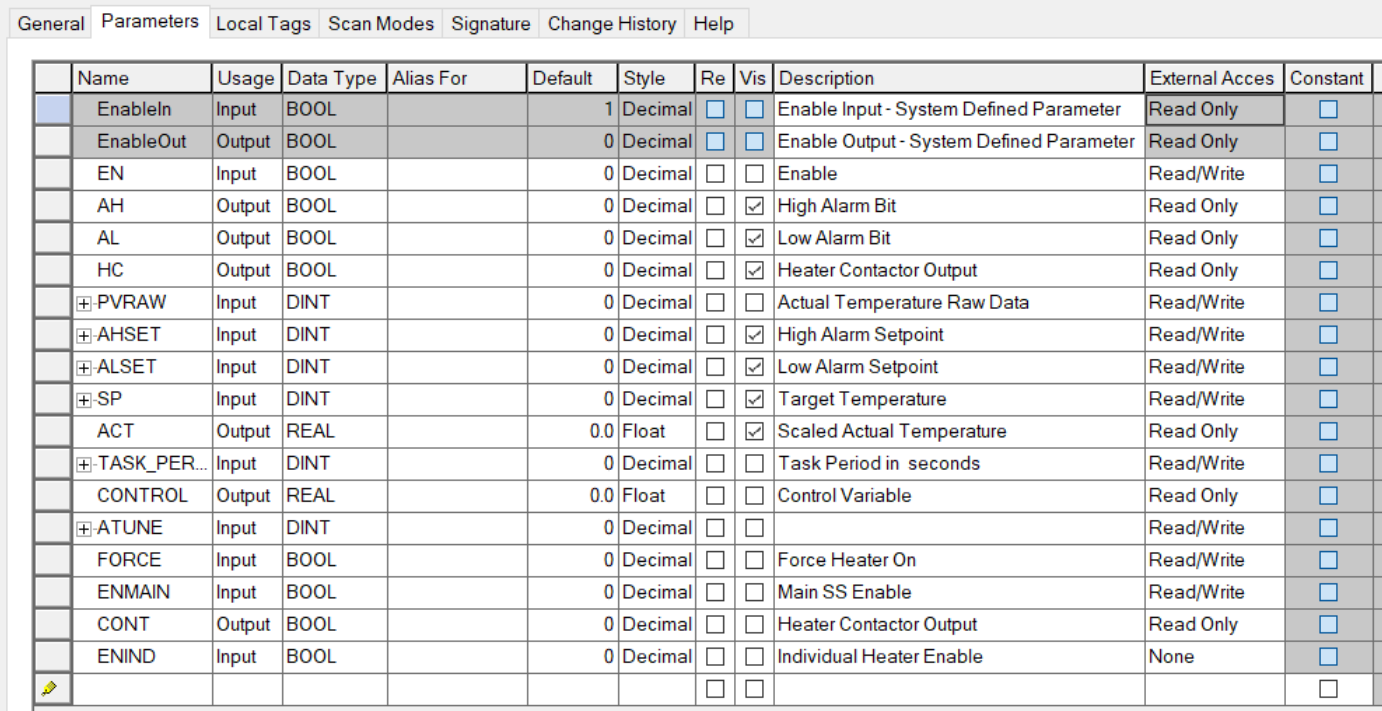 General Parameters Local Tags Scan Modes Signature Change History Help
Name Usage Data Type Alias For Default Style Re Vis Description External Acces Constant
EnableIn Input BOOL 1 Decimal Enable Input - System Defined Parameter Read Only
EnableOut Output BOOL 0 Decimal Enable Output - System Defined Parameter Read Only
EN Input BOOL 0 Decimal Enable Read/Write
AH Output BOOL 0 Decimal High Alarm Bit Read Only
AL Output BOOL 0 Decimal Low Alarm Bit Read Only
HC Output BOOL 0 Decimal Heater Contactor Output Read Only
PVRAW Input DINT 0 Decimal Actual Temperature Raw Data Read/Write
AHSET Input DINT 0 Decimal High Alarm Setpoint Read/Write
ALSET Input DINT 0 Decimal Low Alarm Setpoint Read/Write
SP Input DINT 0 Decimal Target Temperature Read/Write
ACT Output REAL 0.0 Float Scaled Actual Temperature Read Only
TASK_PER... Input DINT 0 Decimal Task Period in seconds Read/Write
CONTROL Output REAL 0.0 Float Control Variable Read Only
ATUNE Input DINT 0 Decimal Read/Write
FORCE Input BOOL 0 Decimal Force Heater On Read/Write
ENMAIN Input BOOL 0 Decimal Main SS Enable Read/Write
CONT Output BOOL 0 Decimal Heater Contactor Output Read Only
ENIND Input BOOL 0 Decimal Individual Heater Enable None